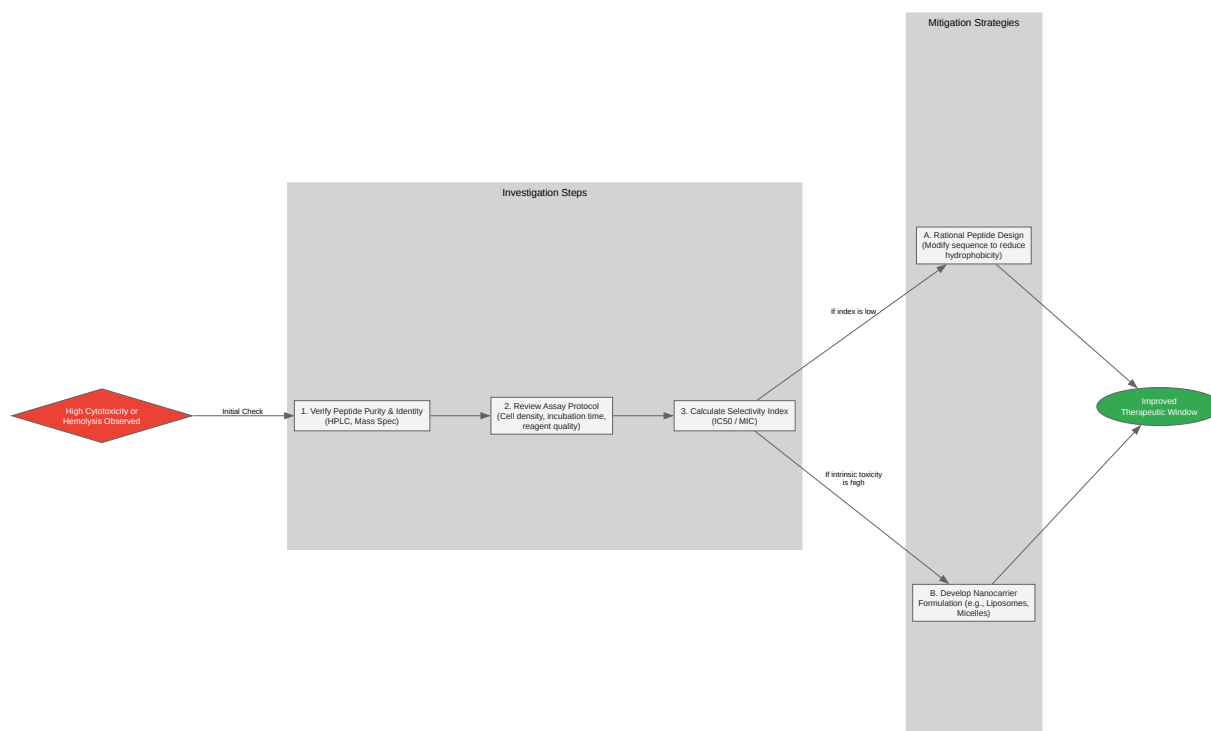 Mitigation Strategies
Investigation Steps
A. Rational Peptide Design
(Modify sequence to reduce
hydrophobicity)
If index is low
High Cytotoxicity or
Hemolysis Observed
Initial Check
1. Verify Peptide Purity & Identity
(HPLC, Mass Spec)
2. Review Assay Protocol
(Cell density, incubation time,
reagent quality)
3. Calculate Selectivity Index
(IC50 / MIC)
Improved
Therapeutic Window
If intrinsic toxicity
is high
B. Develop Nanocarrier
Formulation (e.g., Liposomes,
Micelles)